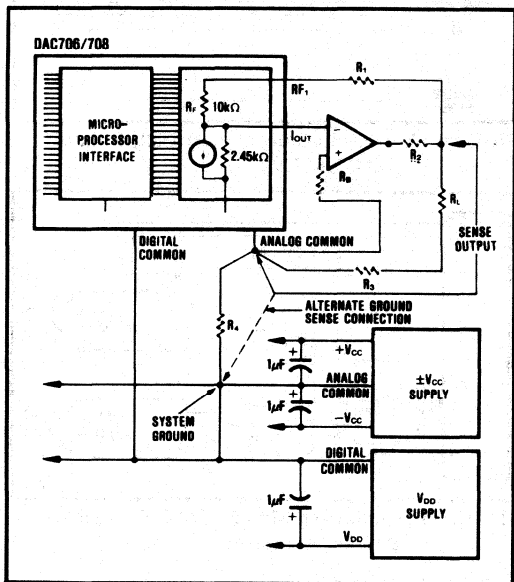 DAC706/708
MICRO-
PROCESSOR
INTERFACE
RF 10kΩ
2.45kΩ
RF1
R1
IOUT
−
+
R2
RB
RL
SENSE
OUTPUT
DIGITAL
COMMON
ANALOG COMMON
R3
R4
ALTERNATE GROUND
SENSE CONNECTION
SYSTEM
GROUND
+
1μF
1μF
+
+VCC
ANALOG
COMMON
−VCC
±VCC
SUPPLY
DIGITAL
COMMON
1μF
+
VDD
VDD
SUPPLY